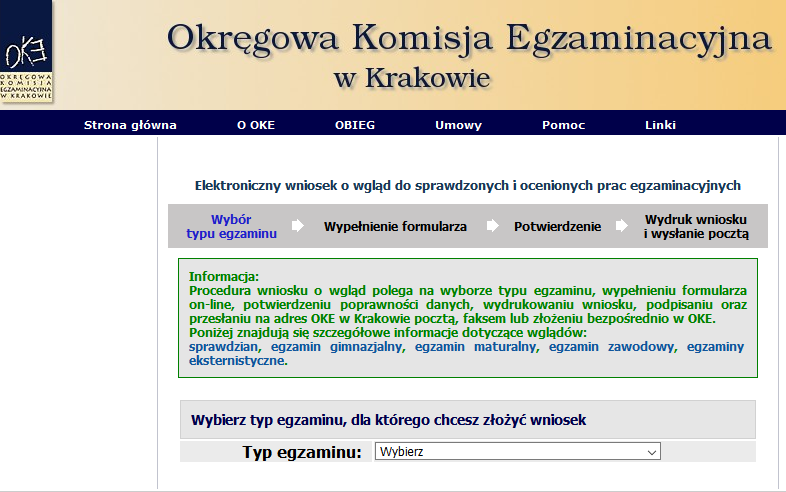 Okręgowa Komisja Egzaminacyjna
w Krakowie
OKE
OKRĘGOWA
KOMISJA
EGZAMINACYJNA
W KRAKOWIE
Strona główna O OKE OBIEG Umowy Pomoc Linki
Elektroniczny wniosek o wgląd do sprawdzonych i ocenionych prac egzaminacyjnych
Wybór
typu egzaminu
Wypełnienie formularza
Potwierdzenie
Wydruk wniosku
i wysłanie pocztą
Informacja:
Procedura wniosku o wgląd polega na wyborze typu egzaminu, wypełnieniu formularza
on-line, potwierdzeniu poprawności danych, wydrukowaniu wniosku, podpisaniu oraz
przesłaniu na adres OKE w Krakowie pocztą, faksem lub złożeniu bezpośrednio w OKE.
Poniżej znajdują się szczegółowe informacje dotyczące wglądów:
sprawdzian, egzamin gimnazjalny, egzamin maturalny, egzamin zawodowy, egzaminy
eksternistyczne.
Wybierz typ egzaminu, dla którego chcesz złożyć wniosek
Typ egzaminu: Wybierz